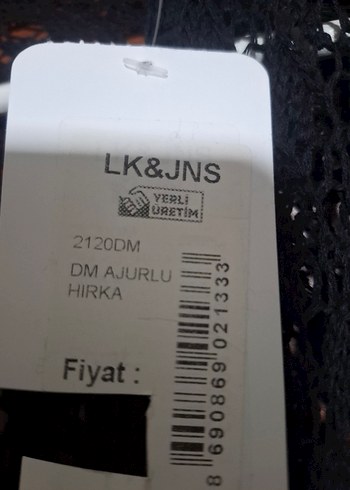 LK&JNS
YERLİ
ÜRETİM
2120DM
DM AJURLU
HIRKA
Fiyat :
8690869021333